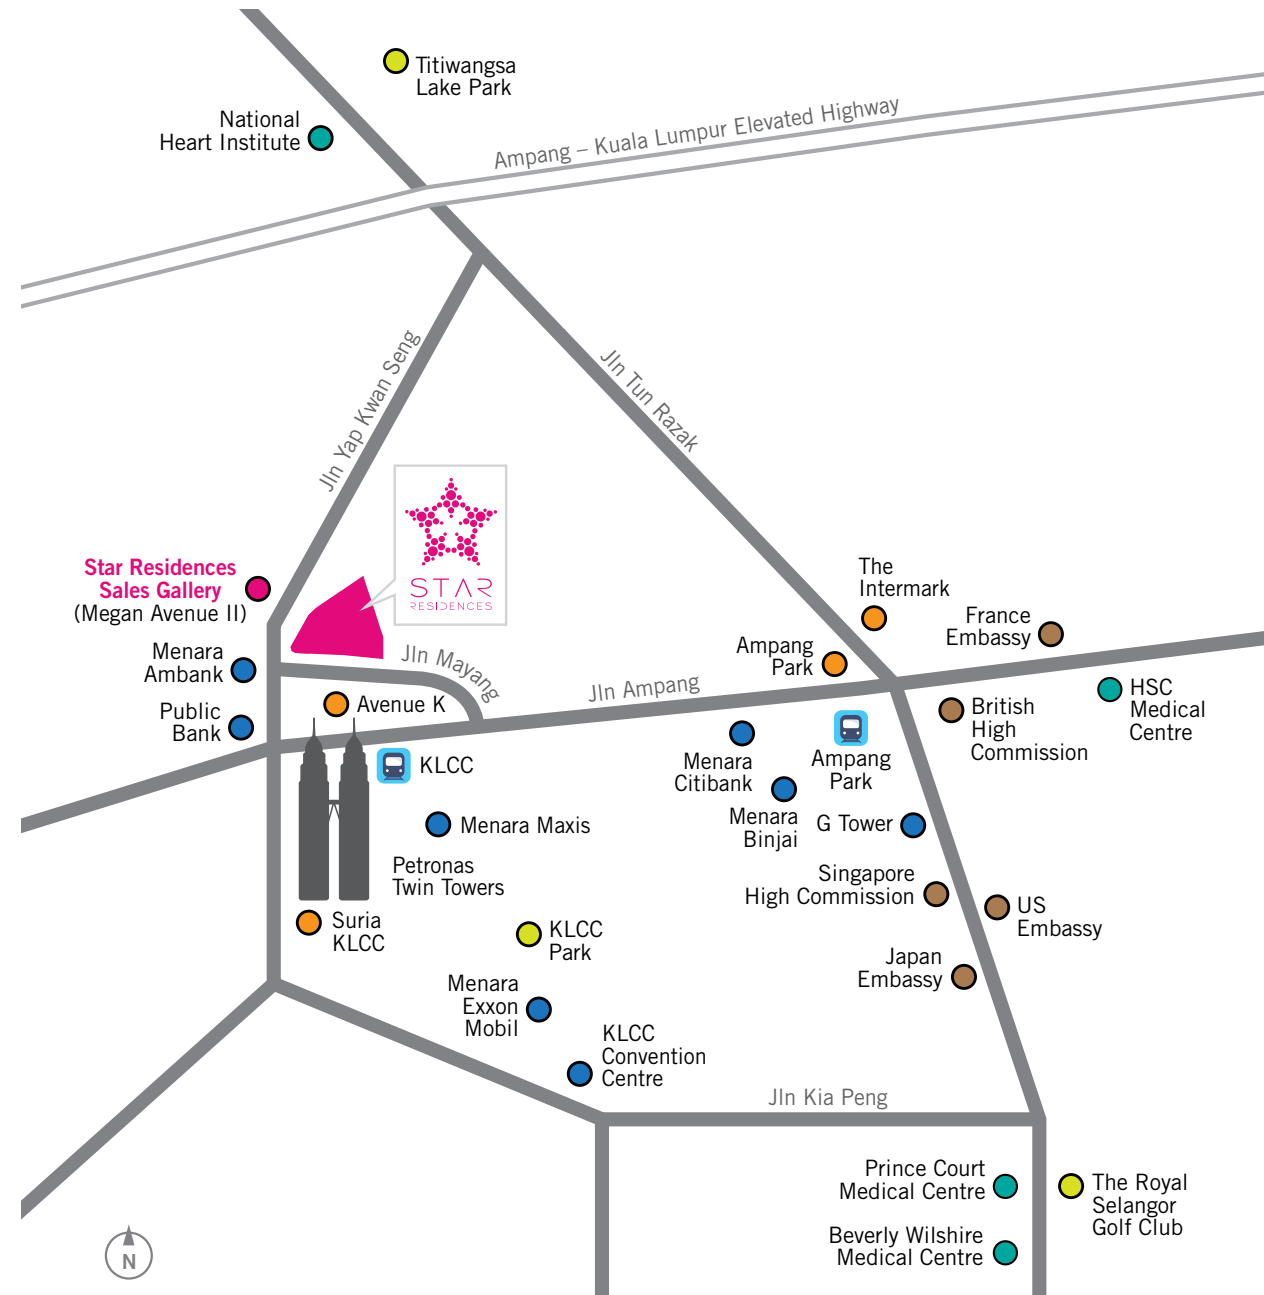 Titiwangsa
Lake Park
National
Heart Institute
Ampang – Kuala Lumpur Elevated Highway
Jln Yap Kwan Seng
Jln Tun Razak
STAR
RESIDENCES
Star Residences
Sales Gallery
(Megan Avenue II)
The
Intermark
France
Embassy
Menara
Ambank
Jln Mayang
Ampang
Park
Jln Ampang
HSC
Medical
Centre
Public
Bank
Avenue K
British
High
Commission
KLCC
Menara
Citibank
Ampang
Park
Menara
Binjai
G Tower
Menara Maxis
Petronas
Twin Towers
Singapore
High Commission
US
Embassy
Suria
KLCC
KLCC
Park
Japan
Embassy
Menara
Exxon
Mobil
KLCC
Convention
Centre
Jln Kia Peng
Prince Court
Medical Centre
The Royal
Selangor
Golf Club
Beverly Wilshire
Medical Centre
N